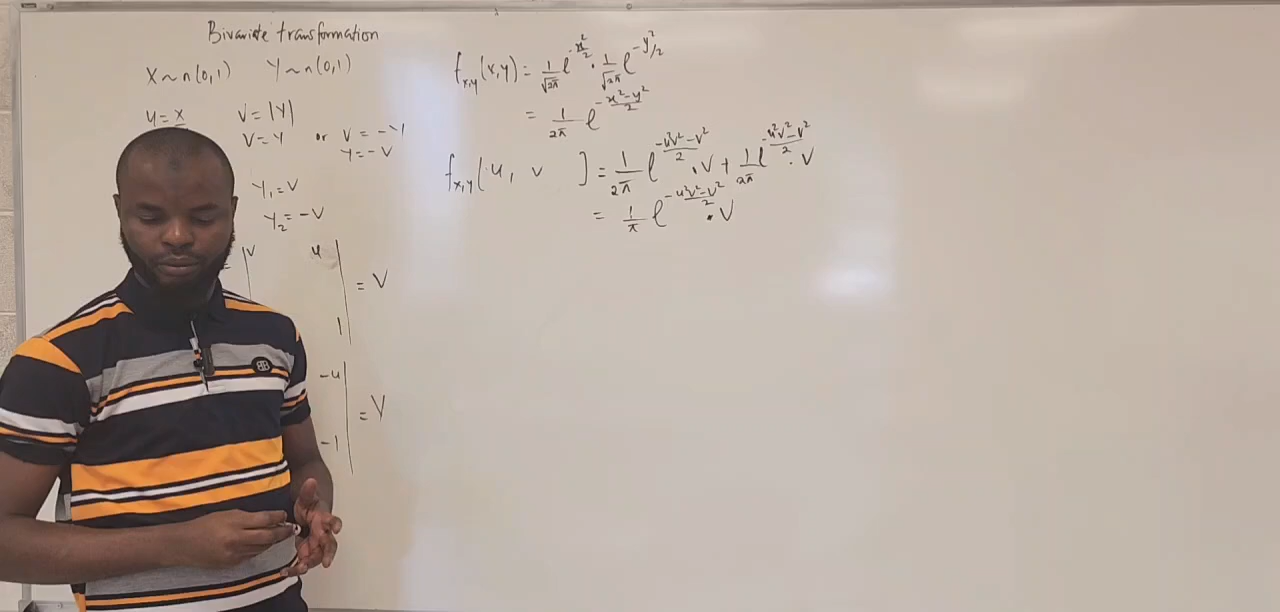 Bivariate transformation
X ~ n(0,1)   Y ~ n(0,1)
u = x   V = |Y|
V = Y   or   V = -Y
Y = -V
Y₁ = V
Y₂ = -V
= | V   u | = V
1
-u | = V
-1
f_{x,y}(x,y) = 1/√2π e^{-x²/2} · 1/√2π e^{-y²/2}
= 1/2π e^{-x²-y²/2}
f_{x,y}(u, v) = 1/2π e^{-u²v²-v²/2} · V + 1/2π e^{-u²v²-v²/2} · V
= 1/π e^{-u²v²-v²/2} · V